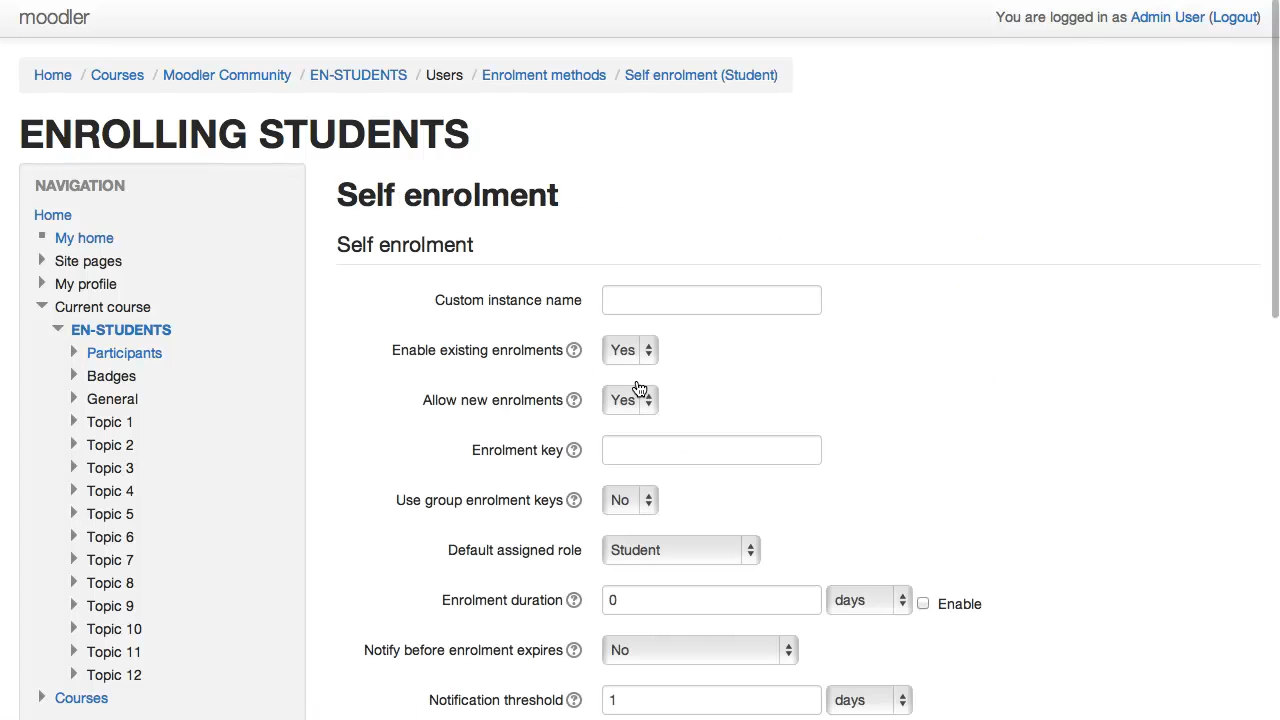 moodler
You are logged in as Admin User (Logout)
Home / Courses / Moodler Community / EN-STUDENTS / Users / Enrolment methods / Self enrolment (Student)
ENROLLING STUDENTS
NAVIGATION
Home
My home
Site pages
My profile
Current course
EN-STUDENTS
Participants
Badges
General
Topic 1
Topic 2
Topic 3
Topic 4
Topic 5
Topic 6
Topic 7
Topic 8
Topic 9
Topic 10
Topic 11
Topic 12
Courses
Self enrolment
Self enrolment
Custom instance name
Enable existing enrolments ? Yes
Allow new enrolments ? Yes
Enrolment key ?
Use group enrolment keys ? No
Default assigned role Student
Enrolment duration ? 0 days Enable
Notify before enrolment expires ? No
Notification threshold ? 1 days